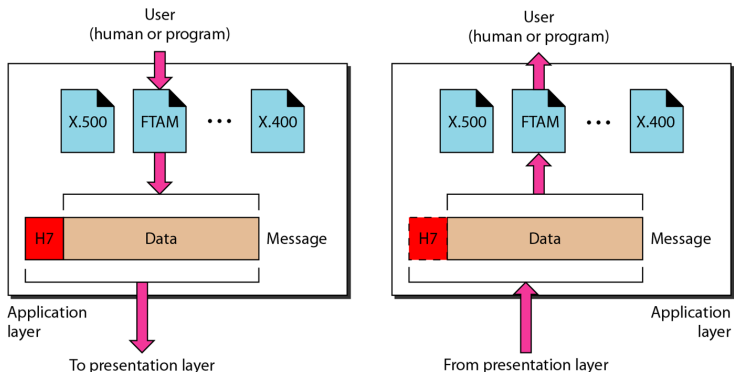 User
(human or program)
X.500
FTAM
...
X.400
H7
Data
Message
Application
layer
To presentation layer
User
(human or program)
X.500
FTAM
...
X.400
H7
Data
Message
Application
layer
From presentation layer